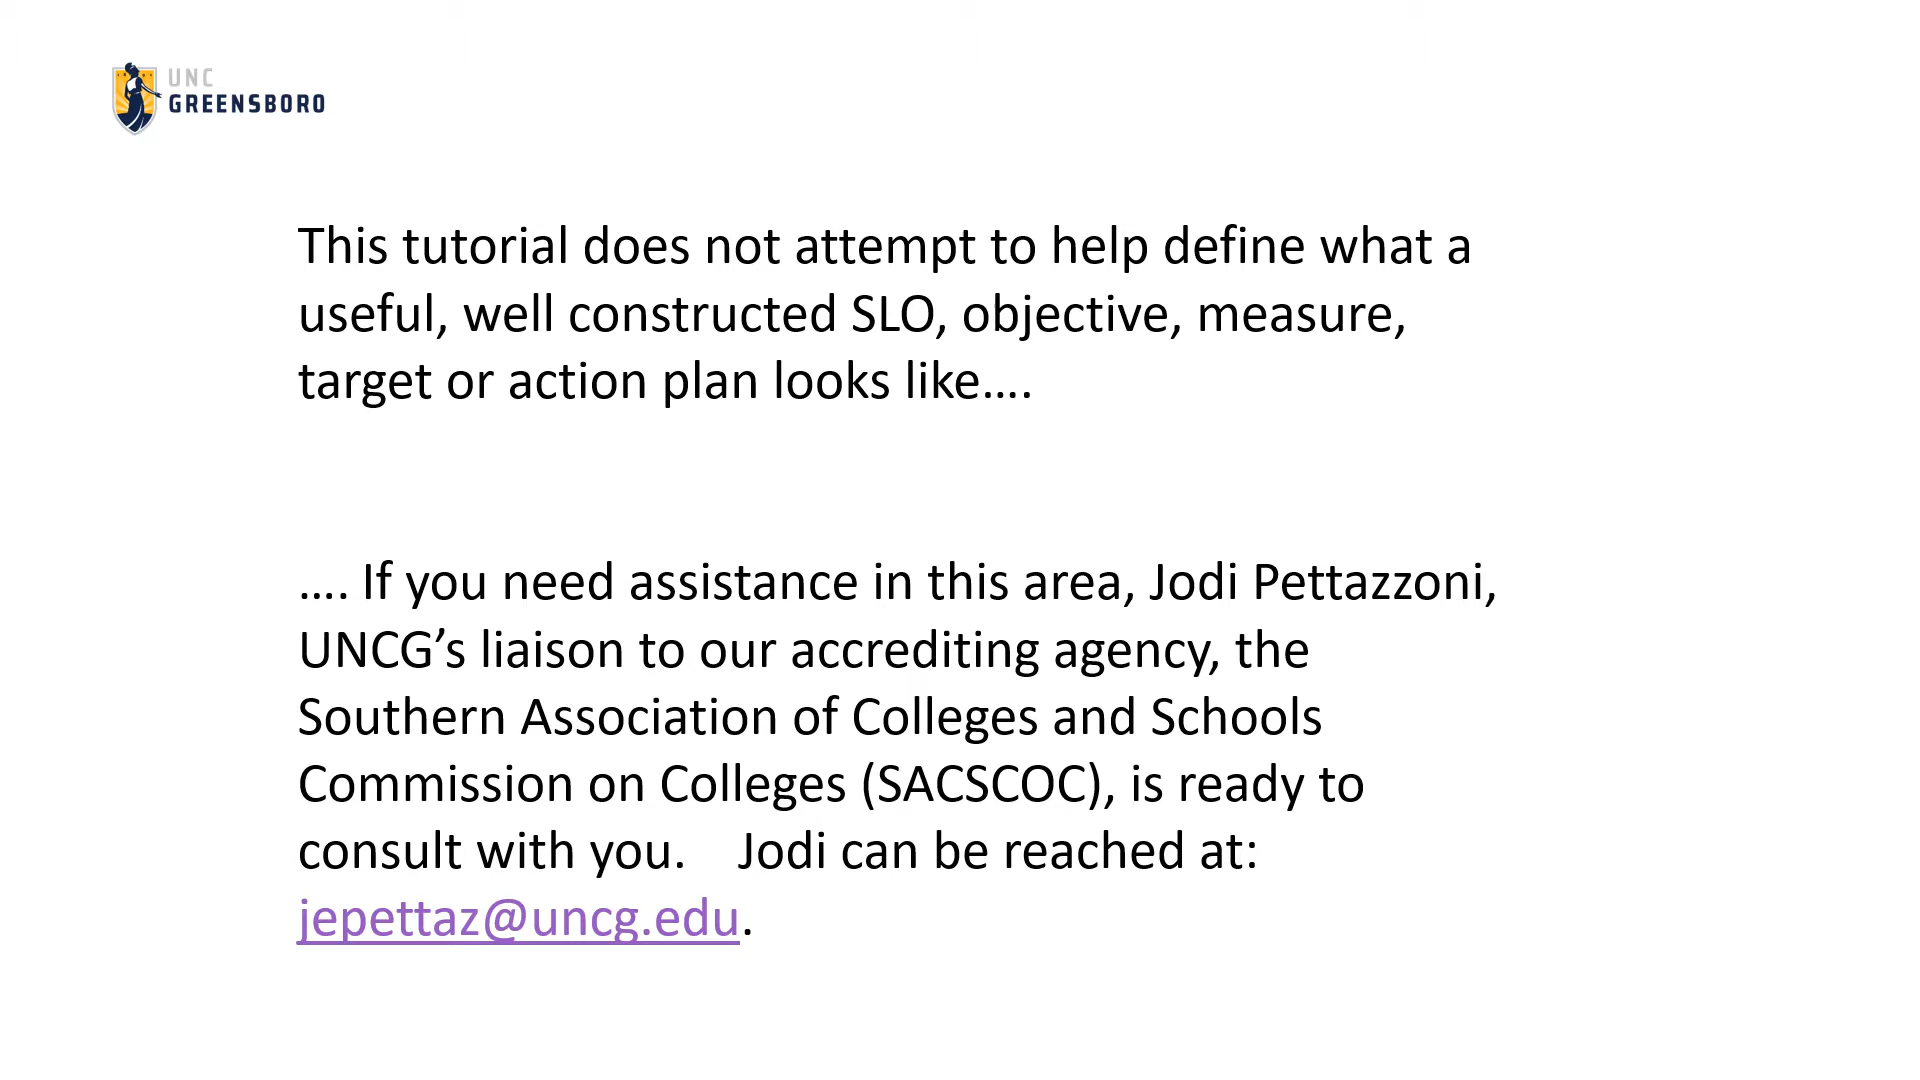 UNC
GREENSBORO
This tutorial does not attempt to help define what a
useful, well constructed SLO, objective, measure,
target or action plan looks like….
…. If you need assistance in this area, Jodi Pettazzoni,
UNCG’s liaison to our accrediting agency, the
Southern Association of Colleges and Schools
Commission on Colleges (SACSCOC), is ready to
consult with you.    Jodi can be reached at:
jepettaz@uncg.edu.